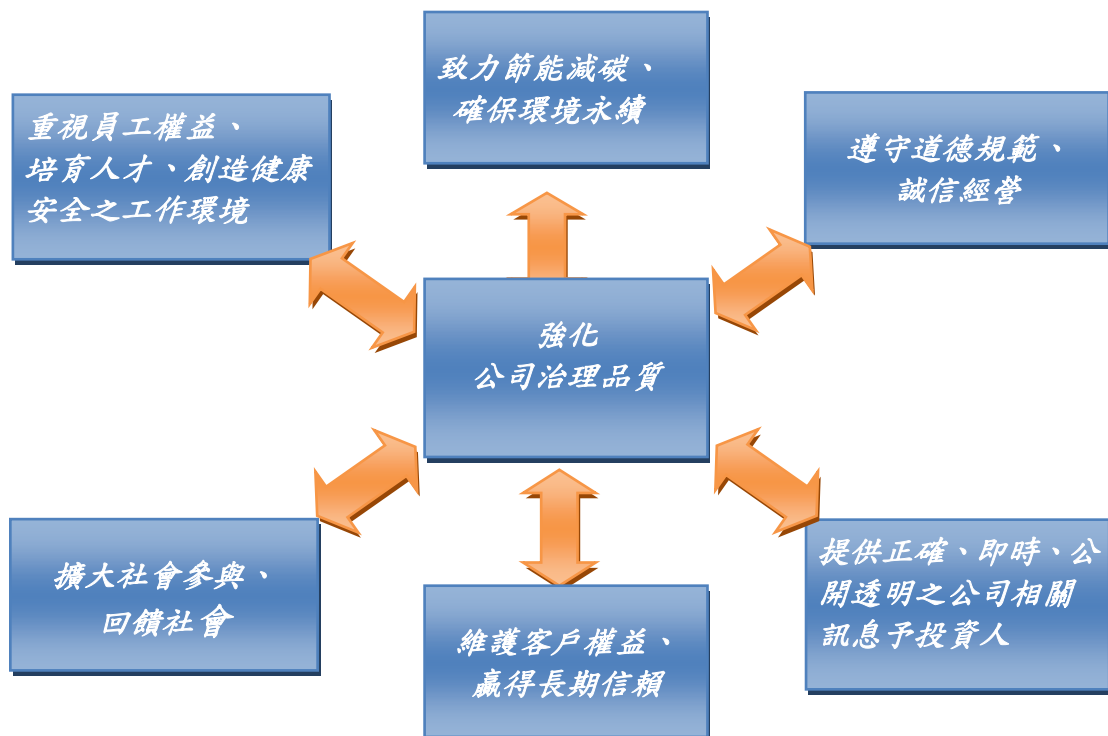 致力節能減碳、
確保環境永續
重視員工權益、
培育人才、創造健康
安全之工作環境
遵守道德規範、
誠信經營
強化
公司治理品質
擴大社會參與、
回饋社會
維護客戶權益、
贏得長期信賴
提供正確、即時、公
開透明之公司相關
訊息予投資人